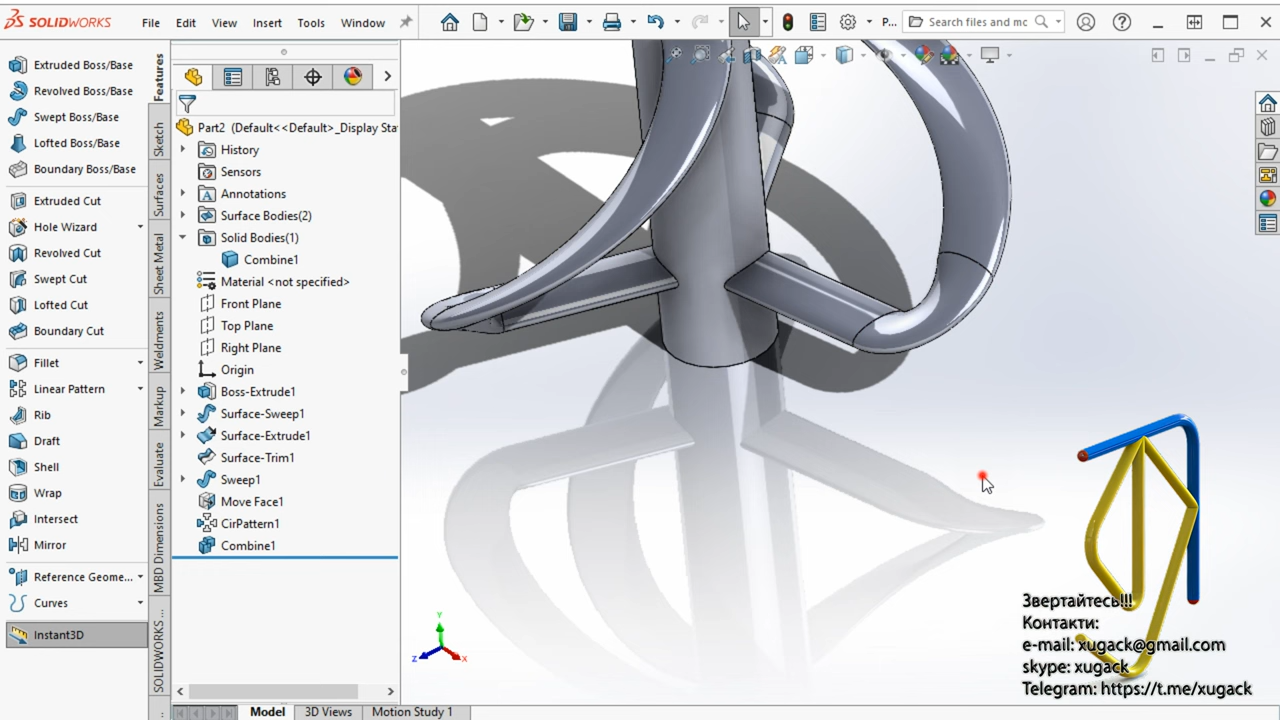 SOLIDWORKS File Edit View Insert Tools Window P... Search files and mc
Extruded Boss/Base
Revolved Boss/Base
Swept Boss/Base
Lofted Boss/Base
Boundary Boss/Base
Extruded Cut
Hole Wizard
Revolved Cut
Swept Cut
Lofted Cut
Boundary Cut
Fillet
Linear Pattern
Rib
Draft
Shell
Wrap
Intersect
Mirror
Reference Geome...
Curves
Instant3D
Features
Sketch
Surfaces
Sheet Metal
Weldments
Markup
Evaluate
MBD Dimensions
SOLIDWORKS ...
Part2 (Default<<Default>_Display Sta
History
Sensors
Annotations
Surface Bodies(2)
Solid Bodies(1)
Combine1
Material <not specified>
Front Plane
Top Plane
Right Plane
Origin
Boss-Extrude1
Surface-Sweep1
Surface-Extrude1
Surface-Trim1
Sweep1
Move Face1
CirPattern1
Combine1
Y
Z
X
Звертайтесь!!!
Контакти:
e-mail: xugack@gmail.com
skype: xugack
Telegram: https://t.me/xugack
Model 3D Views Motion Study 1